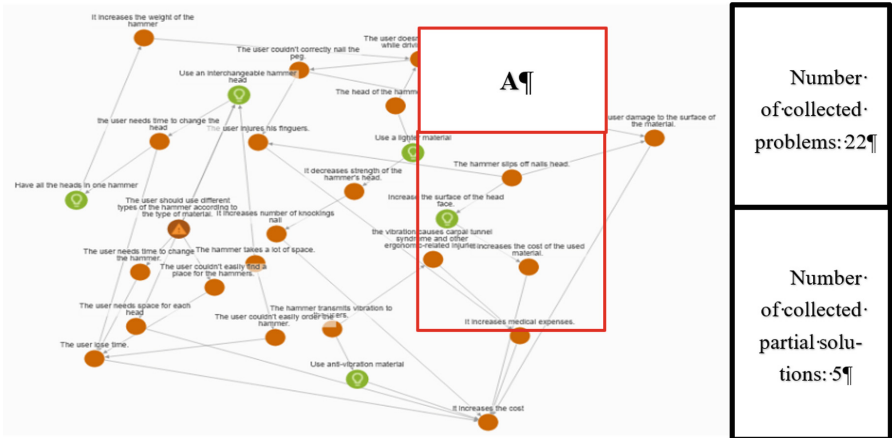 It increases the weight of the
hammer
The user doesn
while drivi
The user couldn't correctly nail the
peg.
Use an interchangeable hammer
head
The head of the hamme
A¶
user damage to the surface of
the material.
the user needs time to change the
head
The user injures his finguers.
Use a lighter material
The hammer slips off nails head.
It decreases strength of the
hammer's head.
Have all the heads in one hammer
The user should use different
types of the hammer according to
the type of material.
It increases number of knockings
nail
Increase the surface of the head
face.
the vibration causes carpal tunnel
syndrome and other
ergonomic-related injuries
Increases the cost of the used
material.
The user needs time to change
the hammer.
The hammer takes a lot of space.
The user couldn't easily find a
place for the hammers.
The user needs space for each
head
The hammer transmits vibration to
The user couldn't easily order the
hammer.
It increases medical expenses.
The user lose time.
Use anti-vibration material
It increases the cost
Number·
of·collected·
problems:·22¶
Number·
of·collected·
partial·solu-
tions:·5¶